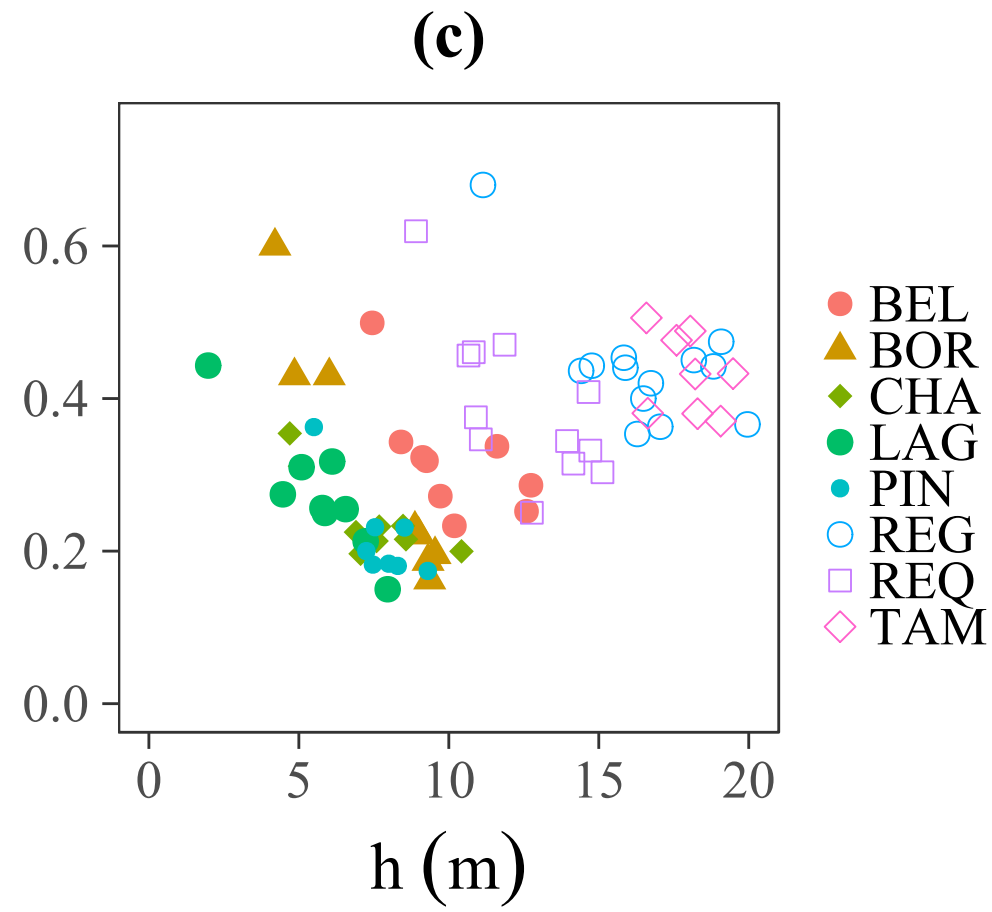 (c)
0.6
0.4
0.2
0.0
0 5 10 15 20
h (m)
BEL
BOR
CHA
LAG
PIN
REG
REQ
TAM